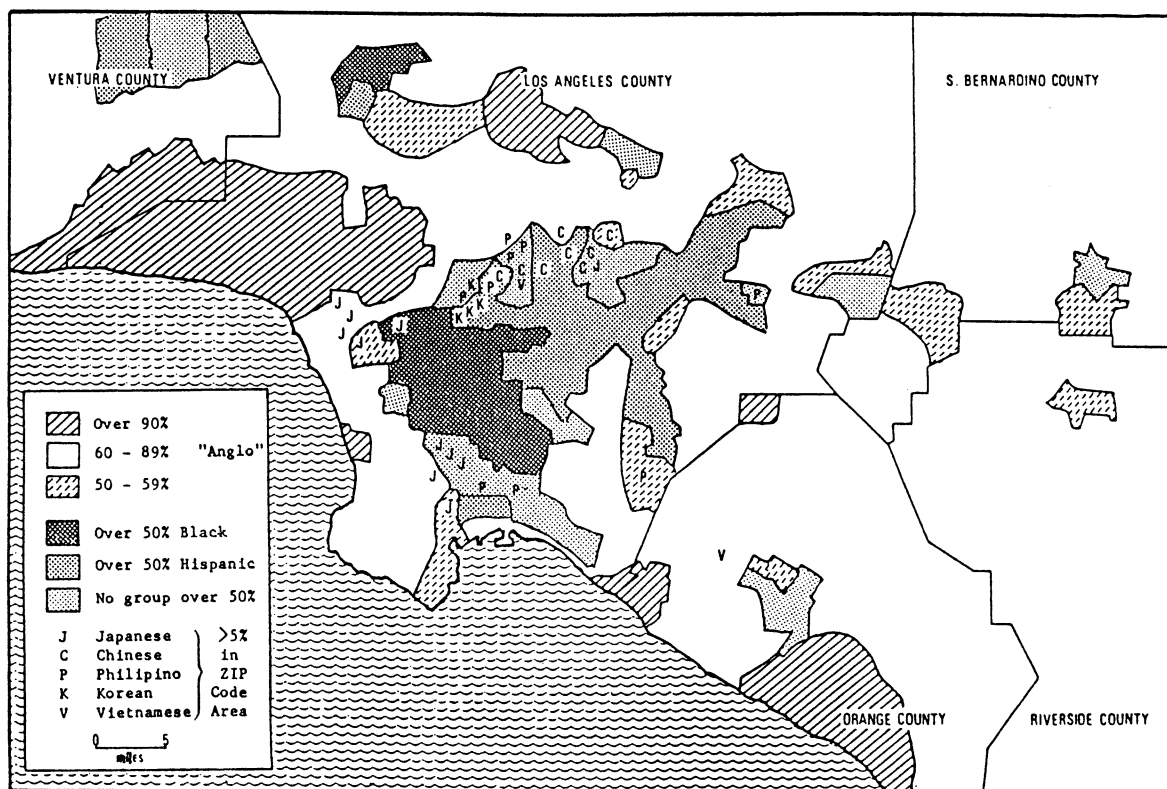 VENTURA COUNTY
LOS ANGELES COUNTY
S. BERNARDINO COUNTY
P
P
P
C
C
C
P
C
C
C
V
C
C
J
K
P
P
K
K
K
P
J
J
J
J
J
J
J
J
J
P
P
J
P
V
Over 90%
60 - 89% "Anglo"
50 - 59%
Over 50% Black
Over 50% Hispanic
No group over 50%
J Japanese >5%
C Chinese in
P Philipino ZIP
K Korean Code
V Vietnamese Area
0 5
miles
ORANGE COUNTY
RIVERSIDE COUNTY